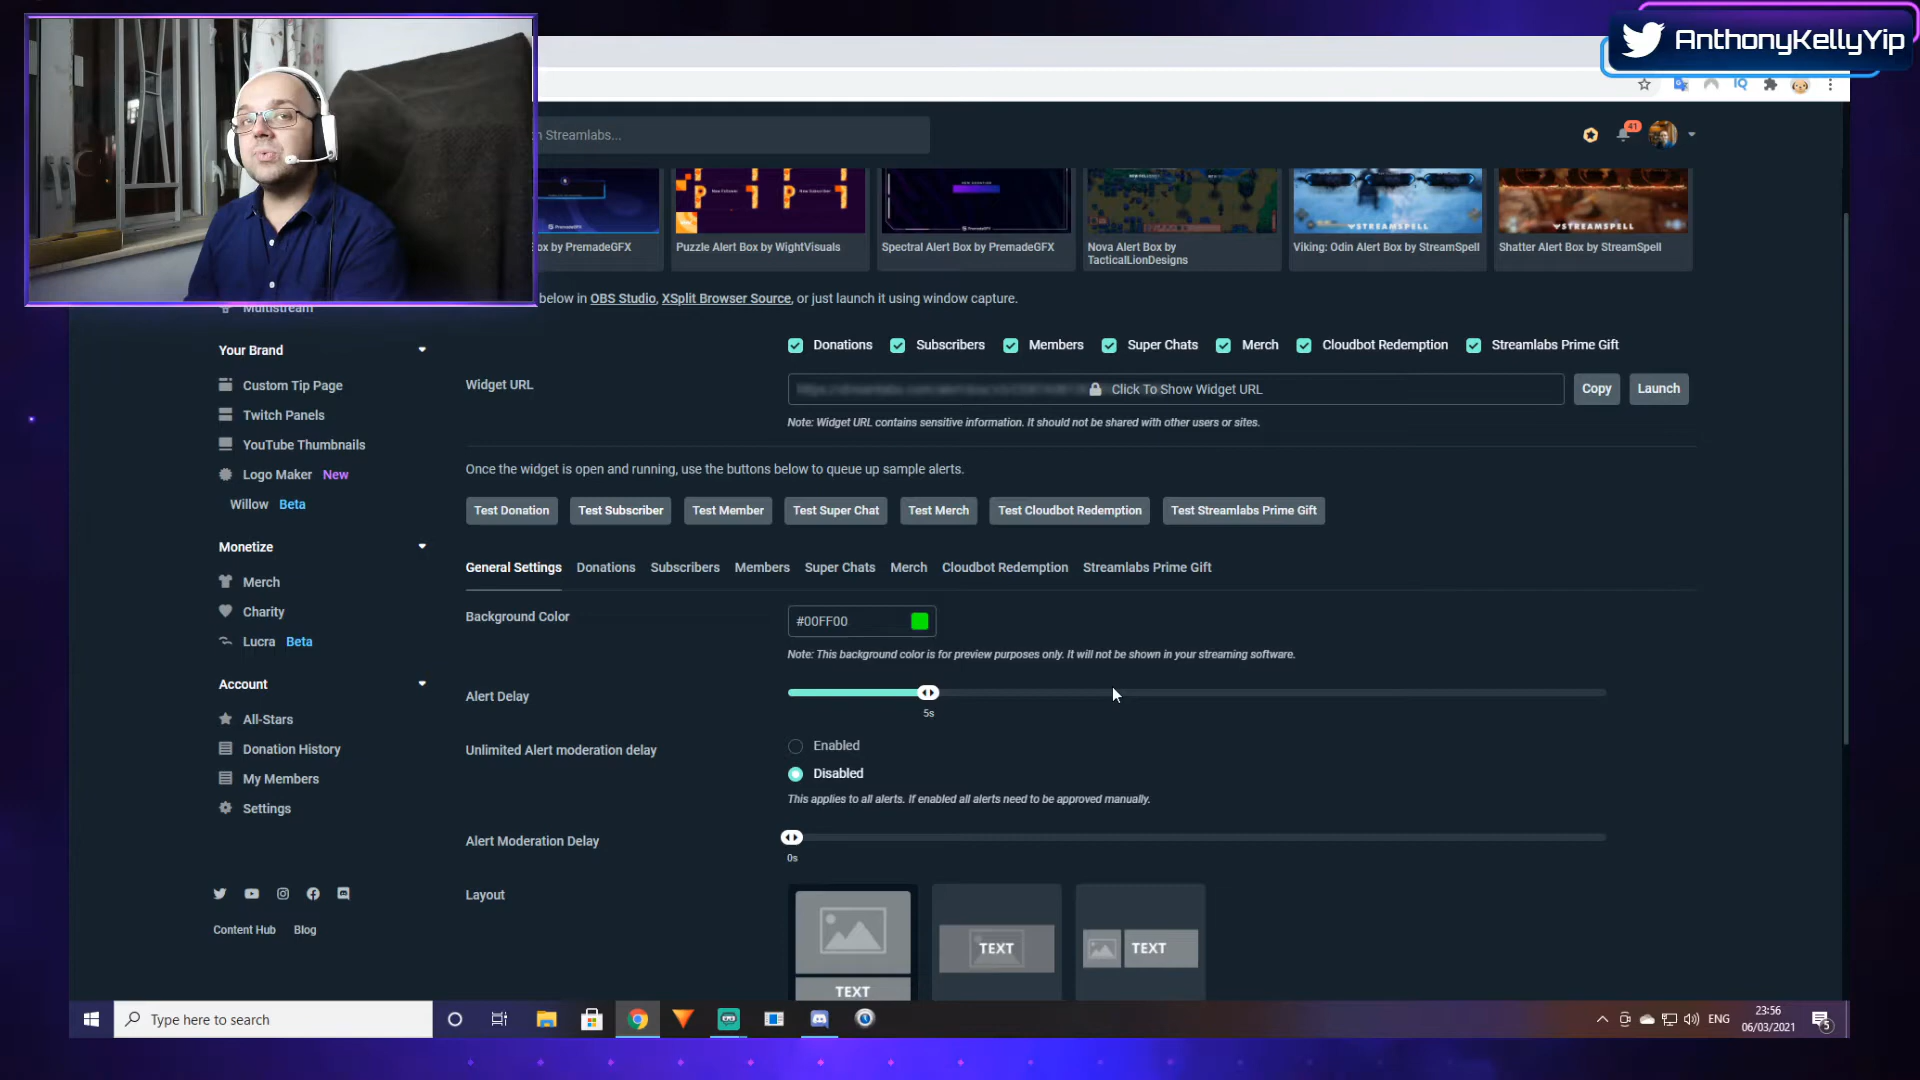 AnthonyKellyYip
IQ
Streamlabs...
41
PremadeGFX
New Follower
New Subscriber
STREAMSPELL
STREAMSPELL
ox by PremadeGFX
Puzzle Alert Box by WightVisuals
Spectral Alert Box by PremadeGFX
Nova Alert Box by
TacticalLionDesigns
Viking: Odin Alert Box by StreamSpell
Shatter Alert Box by StreamSpell
below in OBS Studio, XSplit Browser Source, or just launch it using window capture.
Multistream
Donations
Subscribers
Members
Super Chats
Merch
Cloudbot Redemption
Streamlabs Prime Gift
Your Brand
Custom Tip Page
Twitch Panels
YouTube Thumbnails
Logo Maker New
Willow Beta
Monetize
Merch
Charity
Lucra Beta
Account
All-Stars
Donation History
My Members
Settings
Content Hub Blog
Widget URL
Click To Show Widget URL
Copy
Launch
Note: Widget URL contains sensitive information. It should not be shared with other users or sites.
Once the widget is open and running, use the buttons below to queue up sample alerts.
Test Donation
Test Subscriber
Test Member
Test Super Chat
Test Merch
Test Cloudbot Redemption
Test Streamlabs Prime Gift
General Settings
Donations
Subscribers
Members
Super Chats
Merch
Cloudbot Redemption
Streamlabs Prime Gift
Background Color
#00FF00
Note: This background color is for preview purposes only. It will not be shown in your streaming software.
Alert Delay
5s
Unlimited Alert moderation delay
Enabled
Disabled
This applies to all alerts. If enabled all alerts need to be approved manually.
Alert Moderation Delay
0s
Layout
TEXT
TEXT
TEXT
Type here to search
ENG
23:56
06/03/2021
5